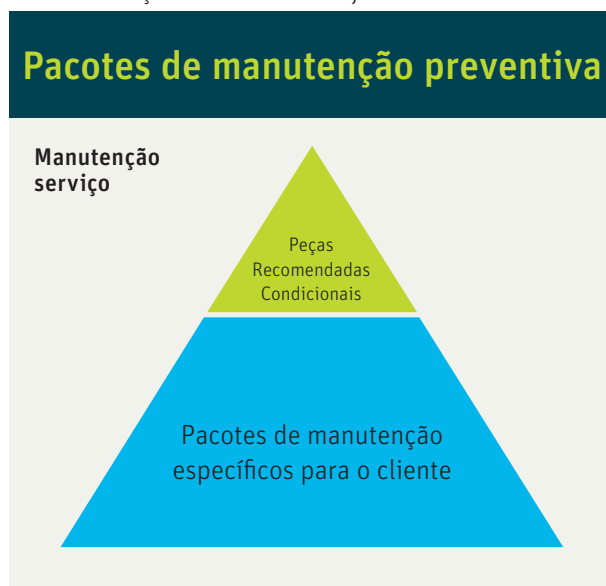 Pacotes de manutenção preventiva
Manutenção
serviço
Peças
Recomendadas
Condicionais
Pacotes de manutenção
específicos para o cliente